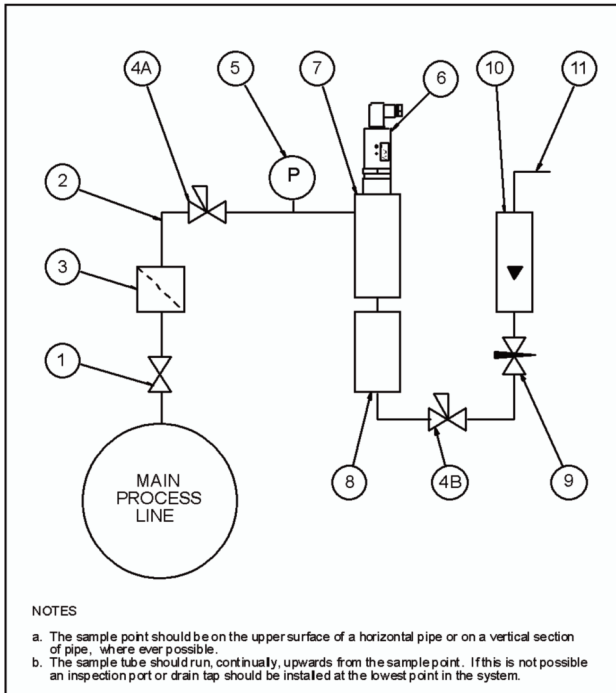 4A
5
7
6
10
11
2
P
3
1
MAIN
PROCESS
LINE
8
4B
9
NOTES
a. The sample point should be on the upper surface of a horizontal pipe or on a vertical section
of pipe, where ever possible.
b. The sample tube should run, continually, upwards from the sample point. If this is not possible
an inspection port or drain tap should be installed at the lowest point in the system.